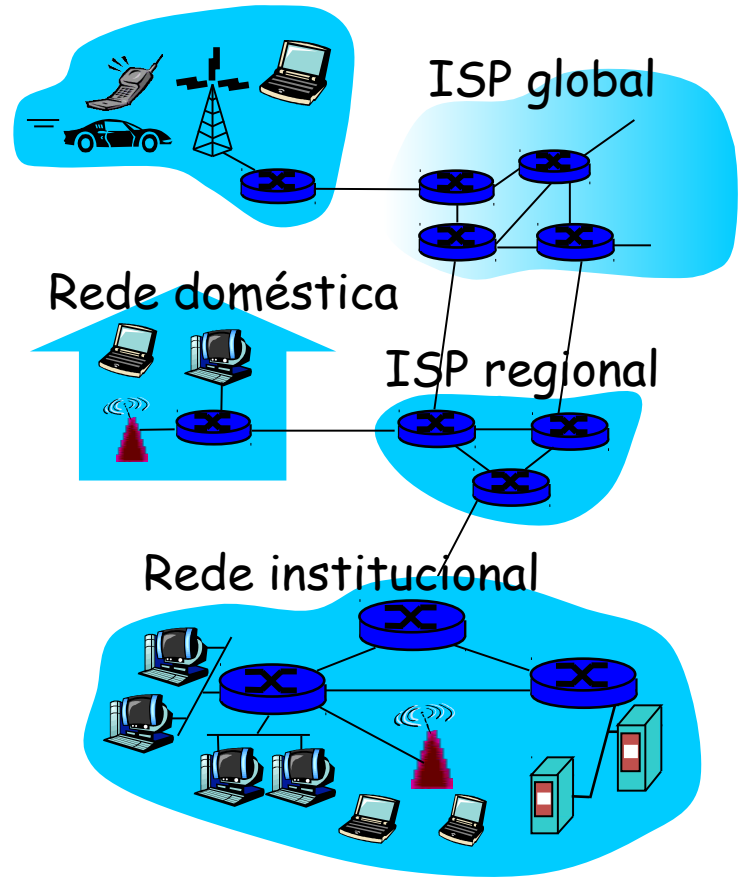 ISP global
Rede doméstica
ISP regional
Rede institucional